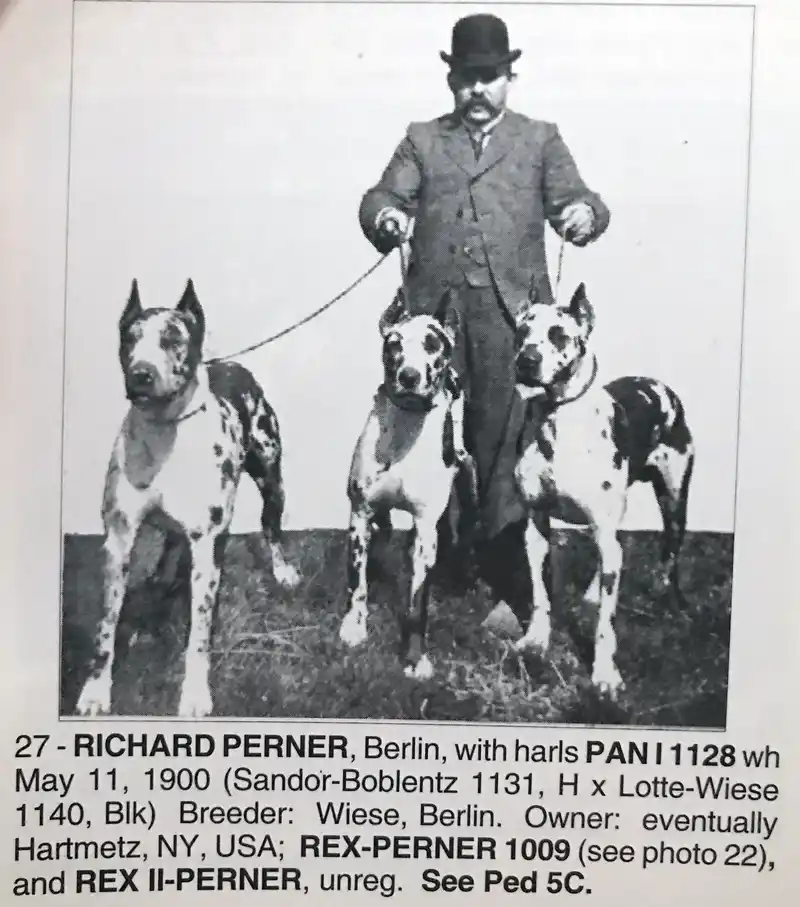 27 - RICHARD PERNER, Berlin, with harls PAN I 1128 wh
May 11, 1900 (Sandor-Boblentz 1131, H x Lotte-Wiese
1140, Blk) Breeder: Wiese, Berlin. Owner: eventually
Hartmetz, NY, USA; REX-PERNER 1009 (see photo 22),
and REX II-PERNER, unreg. See Ped 5C.